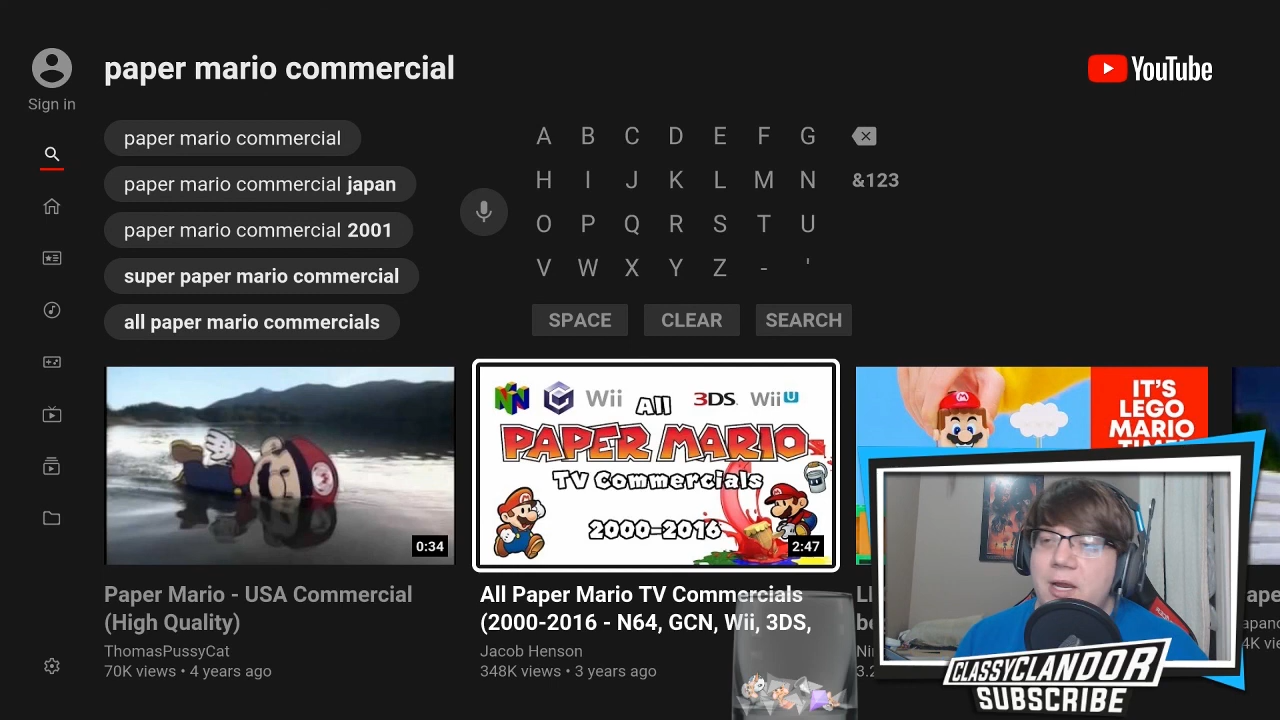 paper mario commercial
YouTube
Sign in
paper mario commercial
paper mario commercial japan
paper mario commercial 2001
super paper mario commercial
all paper mario commercials
A B C D E F G
H I J K L M N &123
O P Q R S T U
V W X Y Z - '
SPACE CLEAR SEARCH
0:34
Paper Mario - USA Commercial
(High Quality)
ThomasPussyCat
70K views • 4 years ago
Wii 3DS Wii U
All
PAPER MARIO
TV Commercials
2000-2016
2:47
All Paper Mario TV Commercials
(2000-2016 - N64, GCN, Wii, 3DS,
Jacob Henson
348K views • 3 years ago
IT'S
LEGO
MARIO
TIME!
CLASSYCLANDOR
SUBSCRIBE